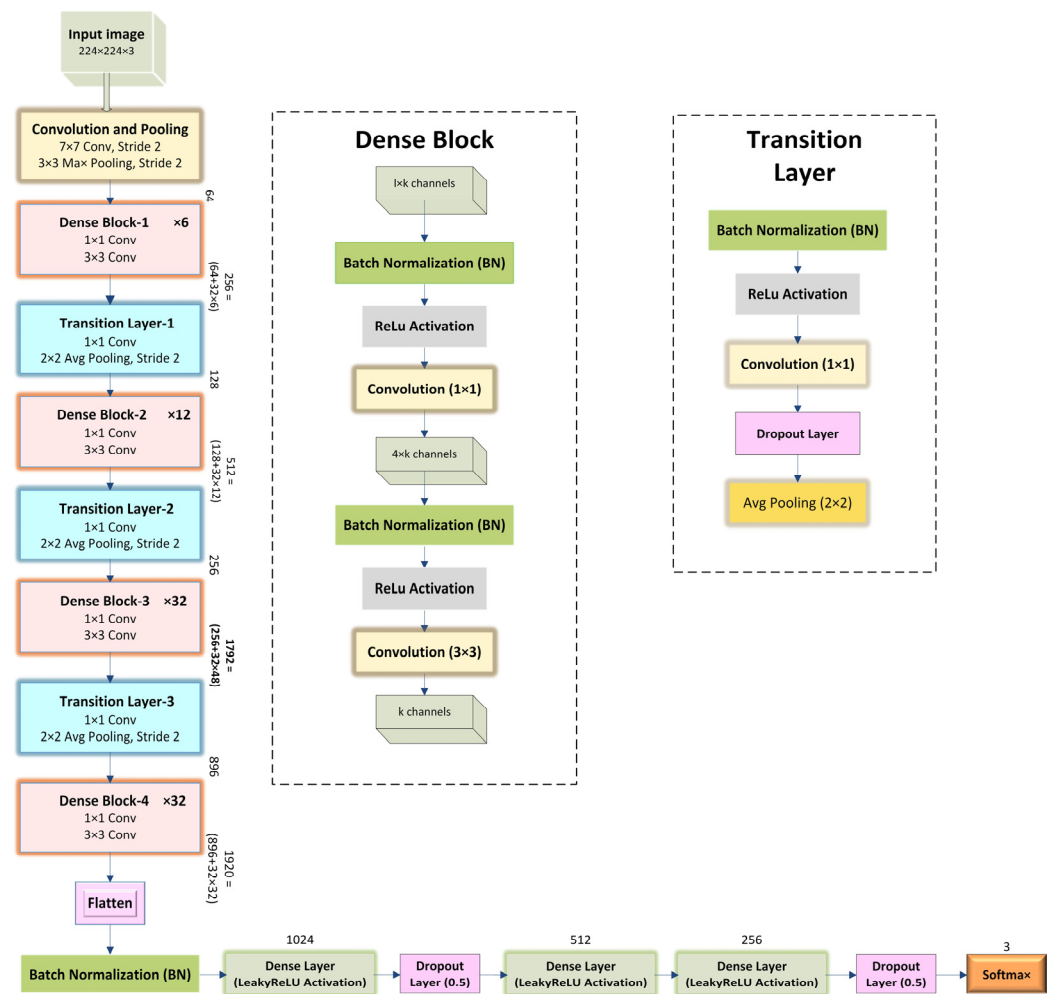 Input image
224×224×3
Convolution and Pooling
7×7 Conv, Stride 2
3×3 Ma× Pooling, Stride 2
64
Dense Block-1 ×6
1×1 Conv
3×3 Conv
256 =
(64+32×6)
Transition Layer-1
1×1 Conv
2×2 Avg Pooling, Stride 2
128
Dense Block-2 ×12
1×1 Conv
3×3 Conv
512 =
(128+32×12)
Transition Layer-2
1×1 Conv
2×2 Avg Pooling, Stride 2
256
Dense Block-3 ×32
1×1 Conv
3×3 Conv
1792 =
(256+32×48)
Transition Layer-3
1×1 Conv
2×2 Avg Pooling, Stride 2
896
Dense Block-4 ×32
1×1 Conv
3×3 Conv
1920 =
(896+32×32)
Flatten
Batch Normalization (BN)
1024
Dense Layer
(LeakyReLU Activation)
Dropout
Layer (0.5)
512
Dense Layer
(LeakyReLU Activation)
256
Dense Layer
(LeakyReLU Activation)
Dropout
Layer (0.5)
3
Softma×
Dense Block
l×k channels
Batch Normalization (BN)
ReLu Activation
Convolution (1×1)
4×k channels
Batch Normalization (BN)
ReLu Activation
Convolution (3×3)
k channels
Transition
Layer
Batch Normalization (BN)
ReLu Activation
Convolution (1×1)
Dropout Layer
Avg Pooling (2×2)